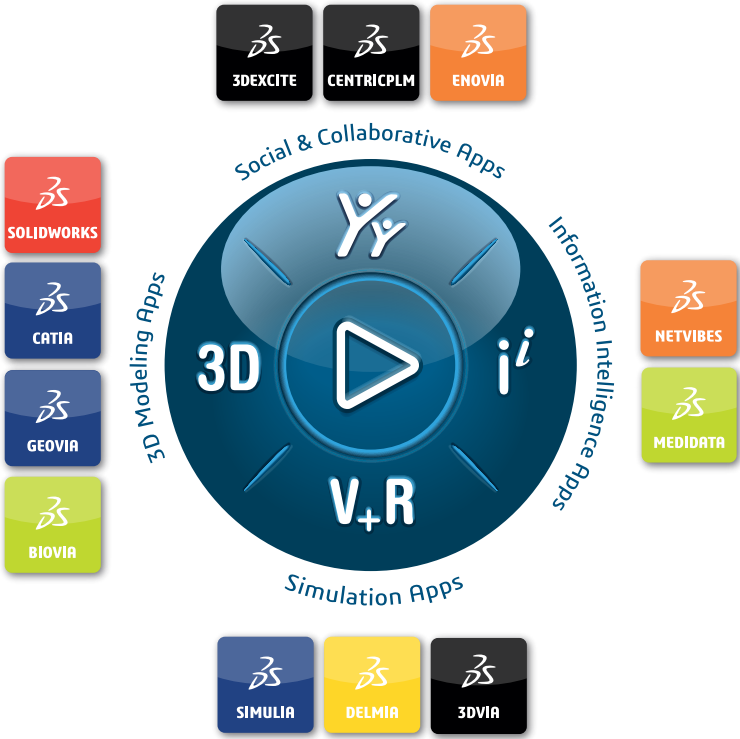 3DEXCITE
CENTRICPLM
ENOVIA
Social & Collaborative Apps
SOLIDWORKS
CATIA
GEOVIA
BIOVIA
3D Modeling Apps
3D
i i
V+R
Information Intelligence Apps
NETVIBES
MEDIDATA
Simulation Apps
SIMULIA
DELMIA
3DVIA